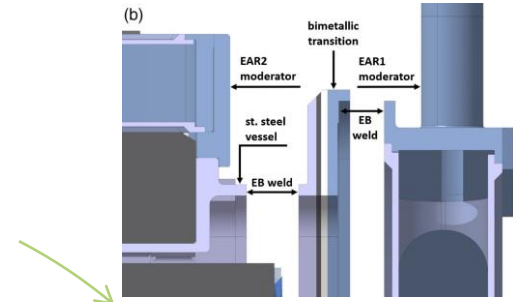 (b)
bimetallic
transition
EAR2
moderator
EAR1
moderator
st. steel
vessel
EB
weld
EB weld